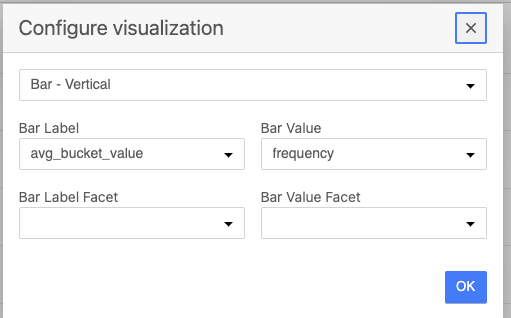 Configure visualization
×
Bar - Vertical
Bar Label
Bar Value
avg_bucket_value
frequency
Bar Label Facet
Bar Value Facet
OK